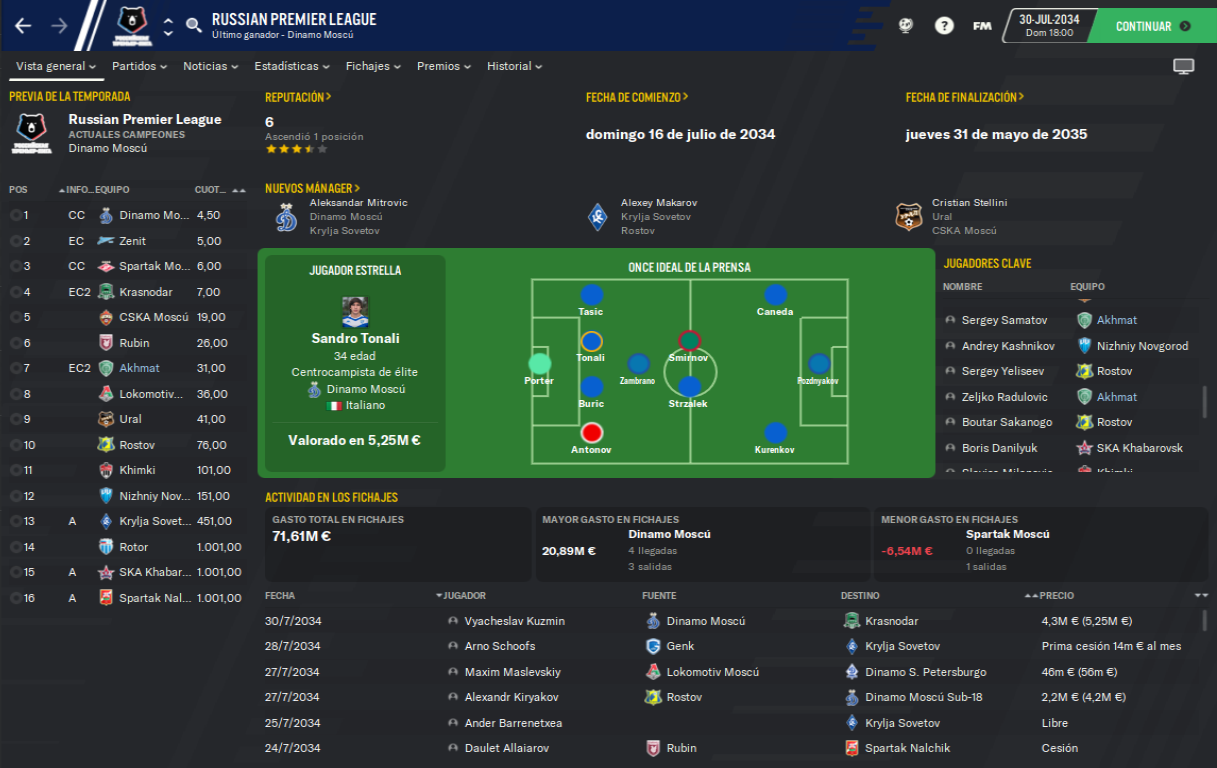 RUSSIAN PREMIER LEAGUE
Último ganador - Dinamo Moscú
FM
30-JUL-2034
Dom 18:00
CONTINUAR
Vista general
Partidos
Noticias
Estadísticas
Fichajes
Premios
Historial
PREVIA DE LA TEMPORADA
Russian Premier League
ACTUALES CAMPEONES
Dinamo Moscú
REPUTACIÓN
6
Ascendió 1 posición
FECHA DE COMIENZO
domingo 16 de julio de 2034
FECHA DE FINALIZACIÓN
jueves 31 de mayo de 2035
POS INFO... EQUIPO CUOT...
1 CC Dinamo Mo... 4,50
2 EC Zenit 5,00
3 CC Spartak Mo... 6,00
4 EC2 Krasnodar 7,00
5 CSKA Moscú 19,00
6 Rubin 26,00
7 EC2 Akhmat 31,00
8 Lokomotiv... 36,00
9 Ural 41,00
10 Rostov 76,00
11 Khimki 101,00
12 Nizhniy Nov... 151,00
13 A Krylja Sovet... 451,00
14 Rotor 1.001,00
15 A SKA Khabar... 1.001,00
16 A Spartak Nal... 1.001,00
NUEVOS MÁNAGER
Aleksandar Mitrovic
Dinamo Moscú
Krylja Sovetov
Alexey Makarov
Krylja Sovetov
Rostov
Cristian Stellini
Ural
CSKA Moscú
JUGADOR ESTRELLA
Sandro Tonali
34 edad
Centrocampista de élite
Dinamo Moscú
Italiano
Valorado en 5,25M €
ONCE IDEAL DE LA PRENSA
Tasic
Caneda
Tonali
Smirnov
Porter
Zambrano
Pozdnyakov
Buric
Strzalek
Antonov
Kurenkov
JUGADORES CLAVE
NOMBRE EQUIPO
Sergey Samatov Akhmat
Andrey Kashnikov Nizhniy Novgorod
Sergey Yeliseev Rostov
Zeljko Radulovic Akhmat
Boutar Sakanogo Rostov
Boris Danilyuk SKA Khabarovsk
Slavisa Milanovic Khimki
ACTIVIDAD EN LOS FICHAJES
GASTO TOTAL EN FICHAJES
71,61M €
MAYOR GASTO EN FICHAJES
Dinamo Moscú
20,89M €
4 llegadas
3 salidas
MENOR GASTO EN FICHAJES
Spartak Moscú
-6,54M €
0 llegadas
1 salidas
FECHA JUGADOR FUENTE DESTINO PRECIO
30/7/2034 Vyacheslav Kuzmin Dinamo Moscú Krasnodar 4,3M € (5,25M €)
28/7/2034 Arno Schoofs Genk Krylja Sovetov Prima cesión 14m € al mes
27/7/2034 Maxim Maslevskiy Lokomotiv Moscú Dinamo S. Petersburgo 46m € (56m €)
27/7/2034 Alexandr Kiryakov Rostov Dinamo Moscú Sub-18 2,2M € (4,2M €)
25/7/2034 Ander Barrenetxea Krylja Sovetov Libre
24/7/2034 Daulet Allaiarov Rubin Spartak Nalchik Cesión